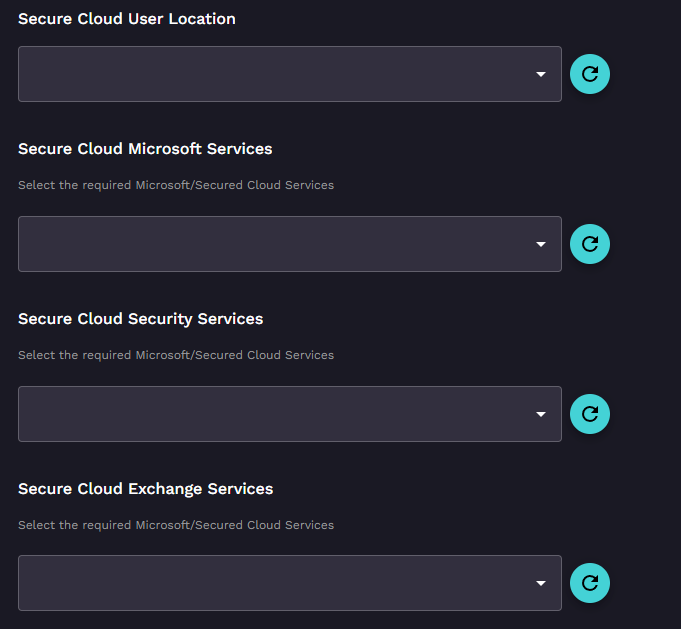 Secure Cloud User Location
Secure Cloud Microsoft Services
Select the required Microsoft/Secured Cloud Services
Secure Cloud Security Services
Select the required Microsoft/Secured Cloud Services
Secure Cloud Exchange Services
Select the required Microsoft/Secured Cloud Services